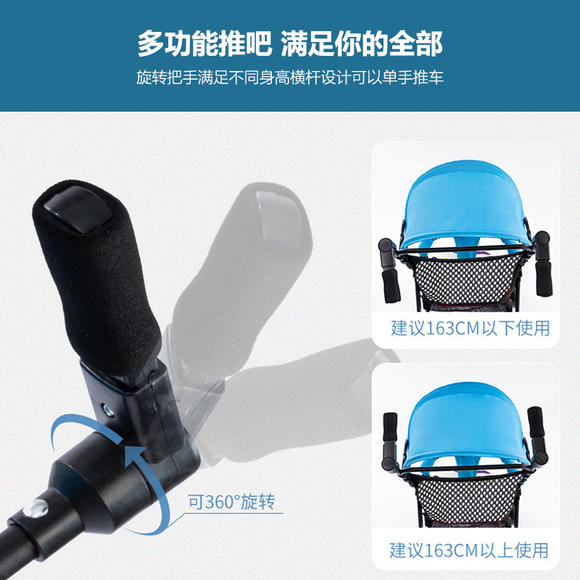 多功能推吧 满足你的全部
旋转把手满足不同身高横杆设计可以单手推车
建议163CM以下使用
可360°旋转
建议163CM以上使用